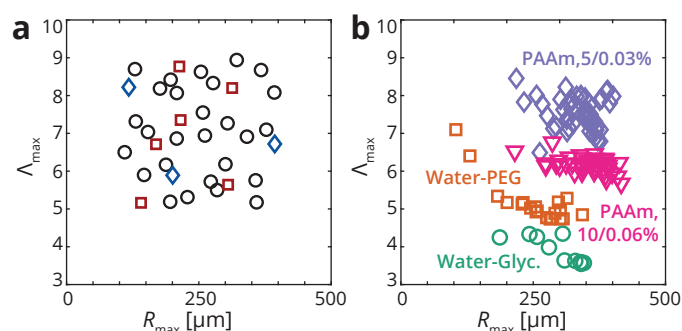 a
b
10
9
8
7
6
5
4
3
Λmax
0
250
500
Rmax [μm]
10
9
8
7
6
5
4
3
Λmax
0
250
500
Rmax [μm]
PAAm,5/0.03%
Water-PEG
PAAm,
10/0.06%
Water-Glyc.